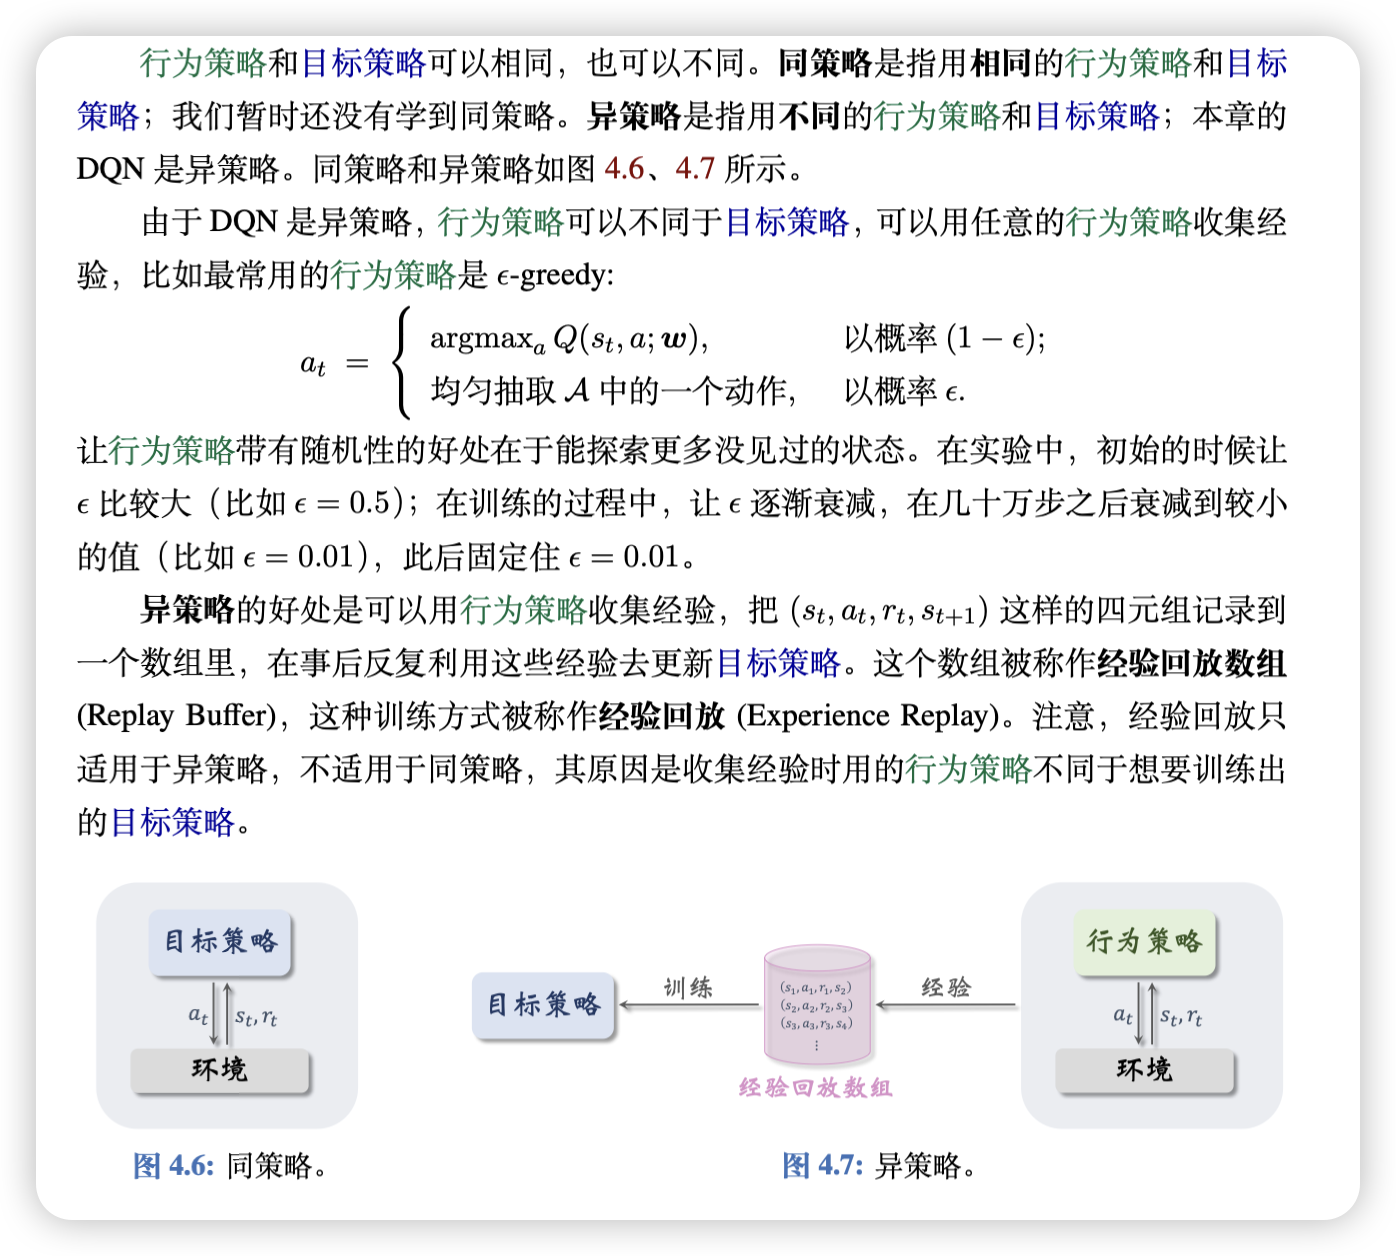 行为策略和目标策略可以相同，也可以不同。同策略是指用相同的行为策略和目标
策略；我们暂时还没有学到同策略。异策略是指用不同的行为策略和目标策略；本章的
DQN 是异策略。同策略和异策略如图 4.6、4.7 所示。
由于 DQN 是异策略，行为策略可以不同于目标策略，可以用任意的行为策略收集经
验，比如最常用的行为策略是 ϵ-greedy:
a_t = { argmax_a Q(s_t, a; w), 以概率 (1 − ϵ);
均匀抽取 𝒜 中的一个动作, 以概率 ϵ.
让行为策略带有随机性的好处在于能探索更多没见过的状态。在实验中，初始的时候让
ϵ 比较大（比如 ϵ = 0.5）；在训练的过程中，让 ϵ 逐渐衰减，在几十万步之后衰减到较小
的值（比如 ϵ = 0.01），此后固定住 ϵ = 0.01。
异策略的好处是可以用行为策略收集经验，把 (s_t, a_t, r_t, s_{t+1}) 这样的四元组记录到
一个数组里，在事后反复利用这些经验去更新目标策略。这个数组被称作经验回放数组
(Replay Buffer)，这种训练方式被称作经验回放 (Experience Replay)。注意，经验回放只
适用于异策略，不适用于同策略，其原因是收集经验时用的行为策略不同于想要训练出
的目标策略。
目标策略
a_t s_t, r_t
环境
图 4.6: 同策略。
目标策略
训练
(s_1, a_1, r_1, s_2)
(s_2, a_2, r_2, s_3)
(s_3, a_3, r_3, s_4)
⋮
经验回放数组
经验
行为策略
a_t s_t, r_t
环境
图 4.7: 异策略。